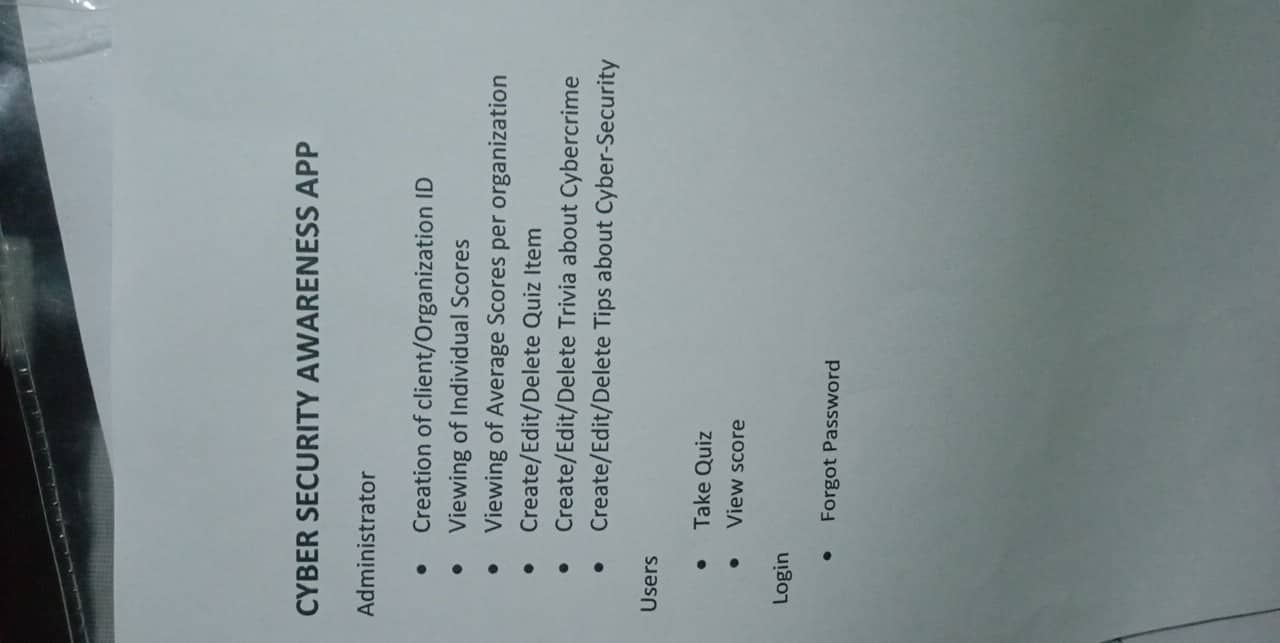 CYBER SECURITY AWARENESS APP
Administrator
• Creation of client/Organization ID
• Viewing of Individual Scores
• Viewing of Average Scores per organization
• Create/Edit/Delete Quiz Item
• Create/Edit/Delete Trivia about Cybercrime
• Create/Edit/Delete Tips about Cyber-Security
Users
• Take Quiz
• View score
Login
• Forgot Password